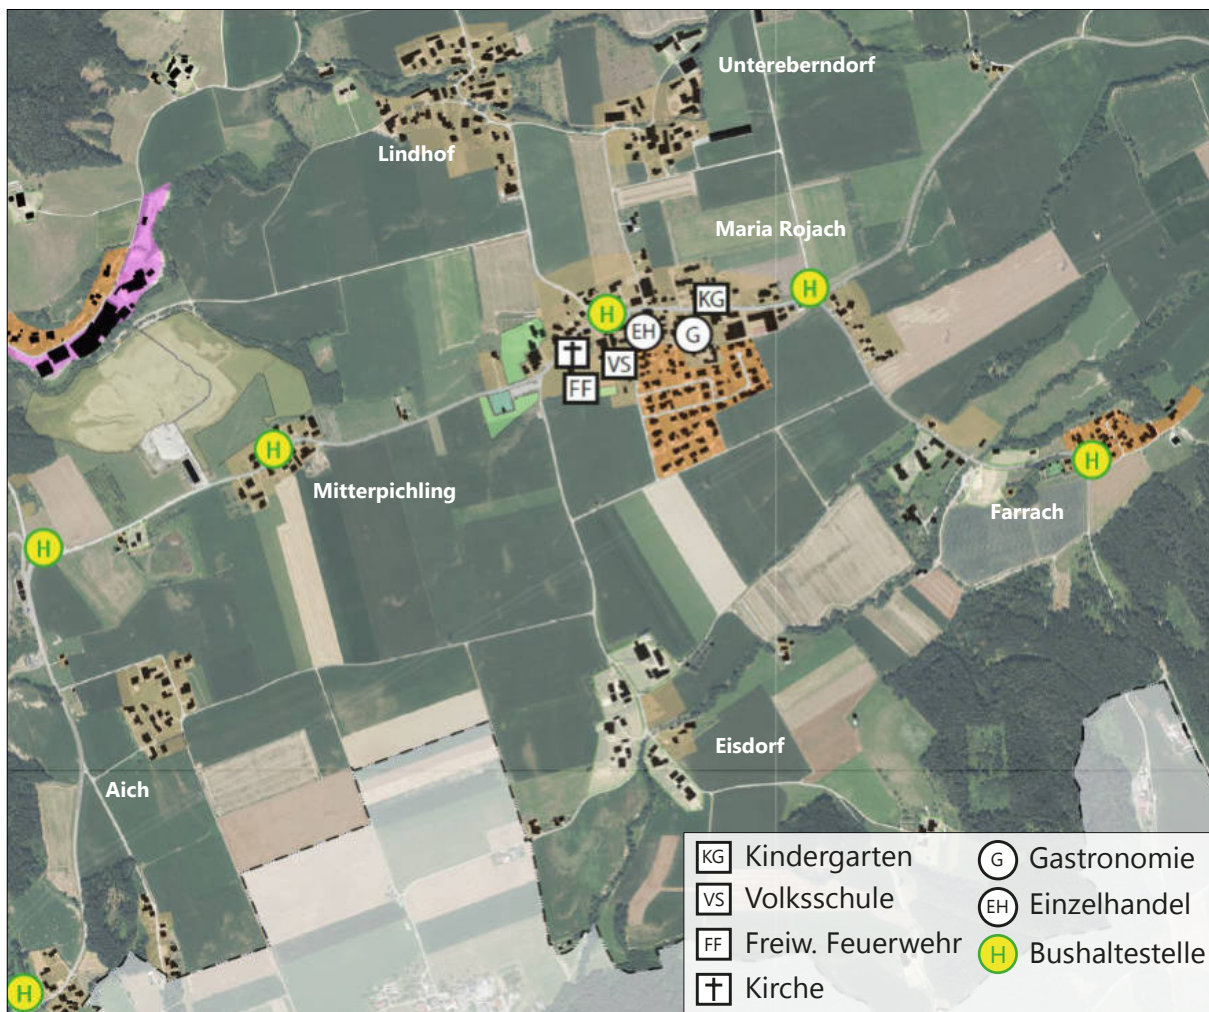 Untereberndorf
Lindhof
Maria Rojach
H
KG
H
EH
G
VS
FF
H
Mitterpichling
H
Farrach
H
Eisdorf
Aich
H
KG Kindergarten
VS Volksschule
FF Freiw. Feuerwehr
Kirche
G Gastronomie
EH Einzelhandel
H Bushaltestelle